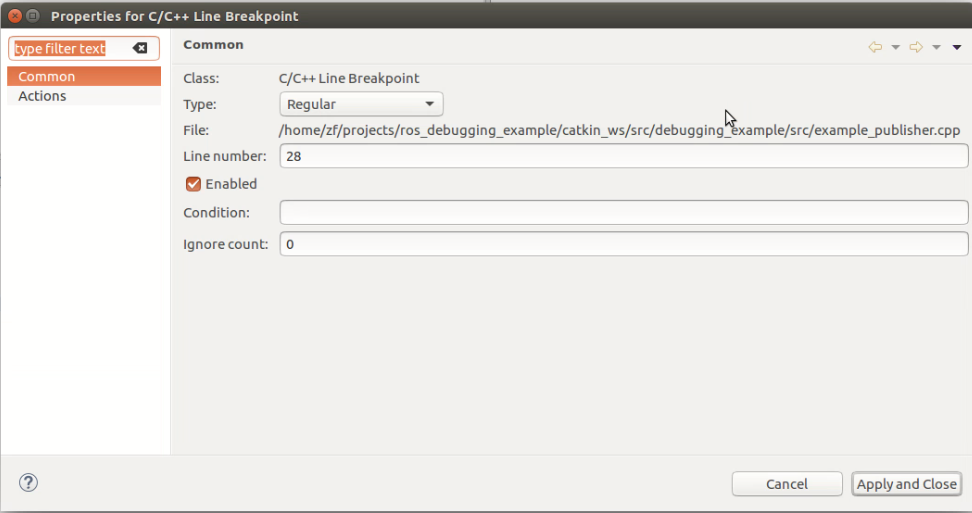 Properties for C/C++ Line Breakpoint
type filter text
Common
Actions
Common
Class: C/C++ Line Breakpoint
Type: Regular
File: /home/zf/projects/ros_debugging_example/catkin_ws/src/debugging_example/src/example_publisher.cpp
Line number: 28
Enabled
Condition:
Ignore count: 0
?
Cancel
Apply and Close